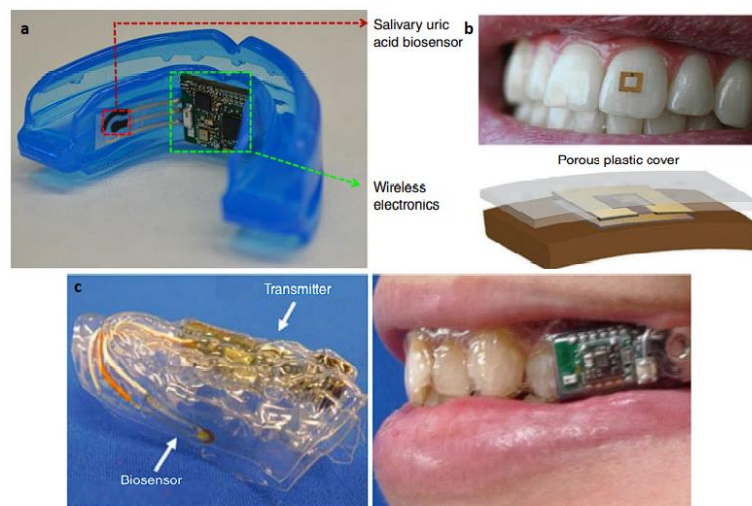 a
Salivary uric
acid biosensor
Wireless
electronics
b
Porous plastic cover
c
Transmitter
Biosensor